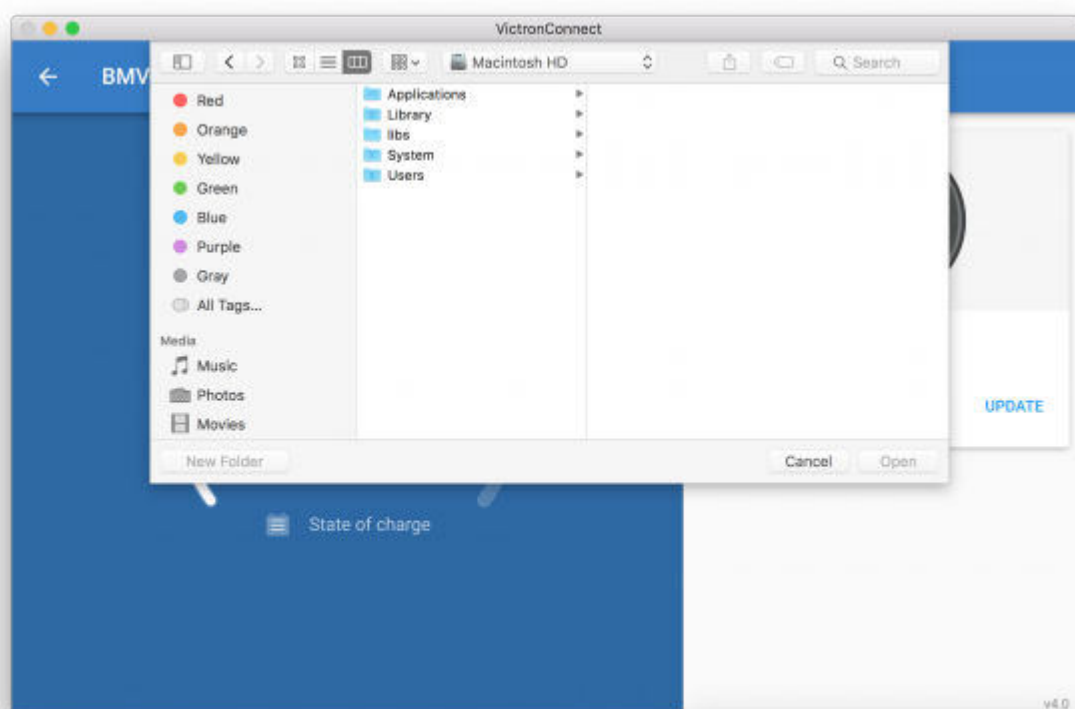 VictronConnect
BMV
Macintosh HD
Search
Red
Orange
Yellow
Green
Blue
Purple
Gray
All Tags...
Media
Music
Photos
Movies
Applications
Library
libs
System
Users
UPDATE
New Folder
Cancel
Open
State of charge
v4.0